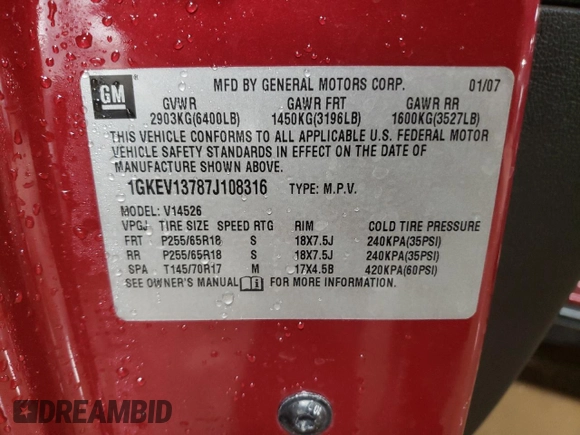 GM
MFD BY GENERAL MOTORS CORP. 01/07
GVWR GAWR FRT GAWR RR
2903KG(6400LB) 1450KG(3196LB) 1600KG(3527LB)
THIS VEHICLE CONFORMS TO ALL APPLICABLE U.S. FEDERAL MOTOR
VEHICLE SAFETY STANDARDS IN EFFECT ON THE DATE OF
MANUFACTURE SHOWN ABOVE.
1GKEV13787J108316 TYPE: M.P.V.
MODEL: V14526
VPGJ TIRE SIZE SPEED RTG RIM COLD TIRE PRESSURE
FRT P255/65R18 S 18X7.5J 240KPA(35PSI)
RR P255/65R18 S 18X7.5J 240KPA(35PSI)
SPA T145/70R17 M 17X4.5B 420KPA(60PSI)
SEE OWNER'S MANUAL FOR MORE INFORMATION.
DREAMBID